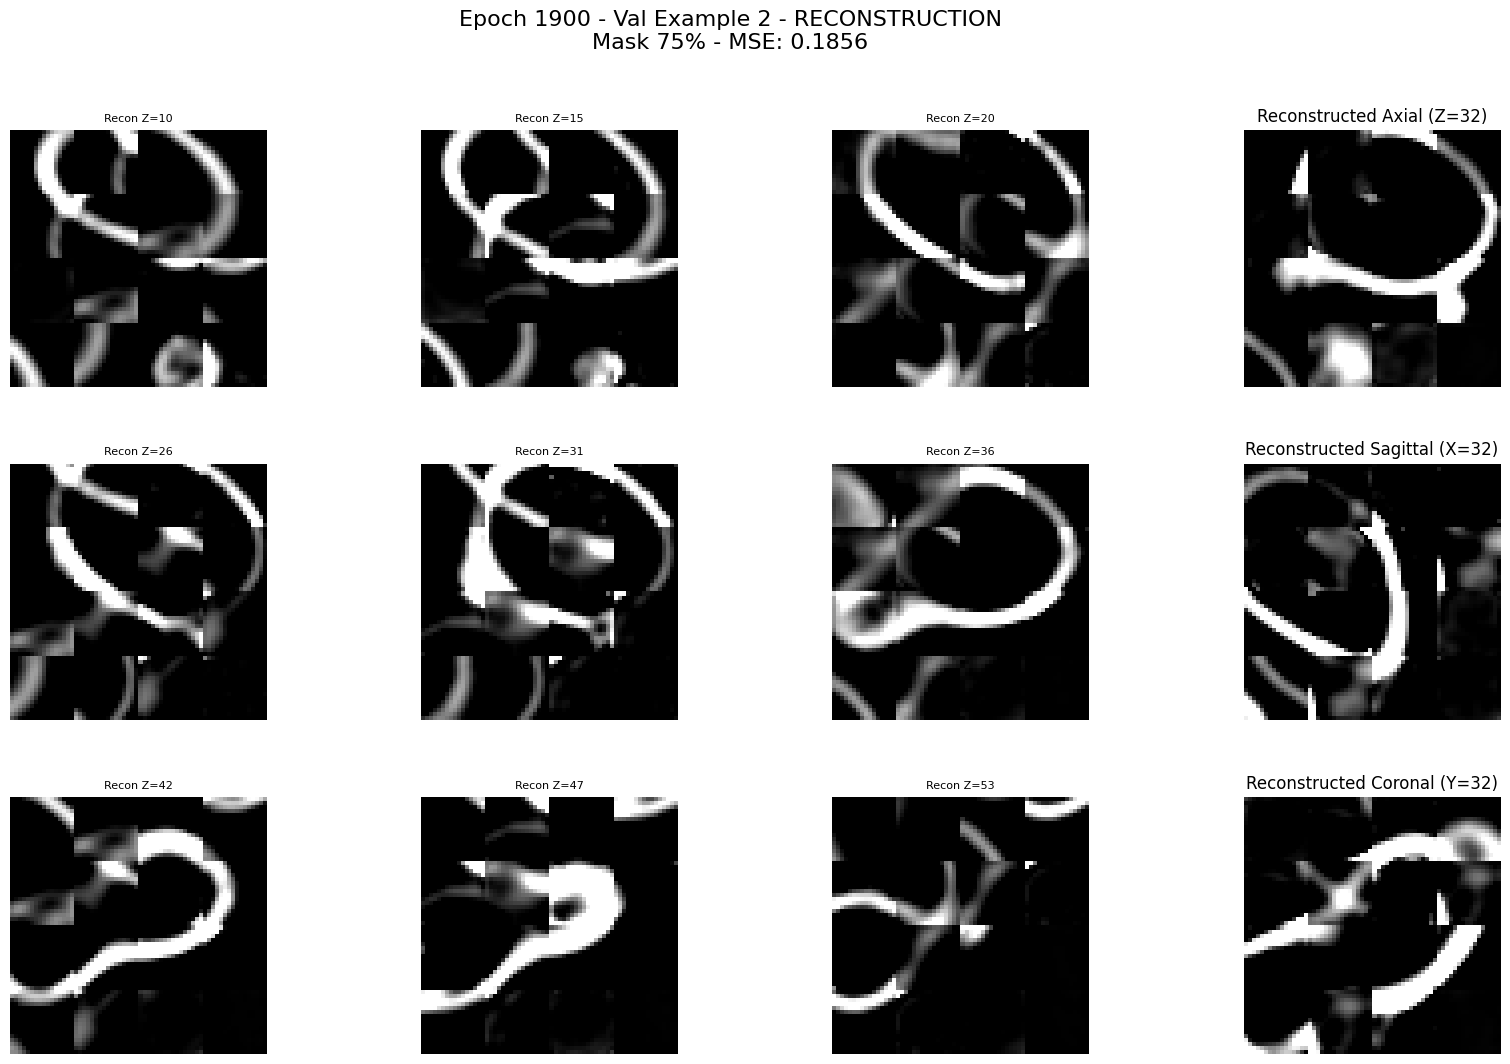 Epoch 1900 - Val Example 2 - RECONSTRUCTION
Mask 75% - MSE: 0.1856
Recon Z=10
Recon Z=15
Recon Z=20
Reconstructed Axial (Z=32)
Recon Z=26
Recon Z=31
Recon Z=36
Reconstructed Sagittal (X=32)
Recon Z=42
Recon Z=47
Recon Z=53
Reconstructed Coronal (Y=32)